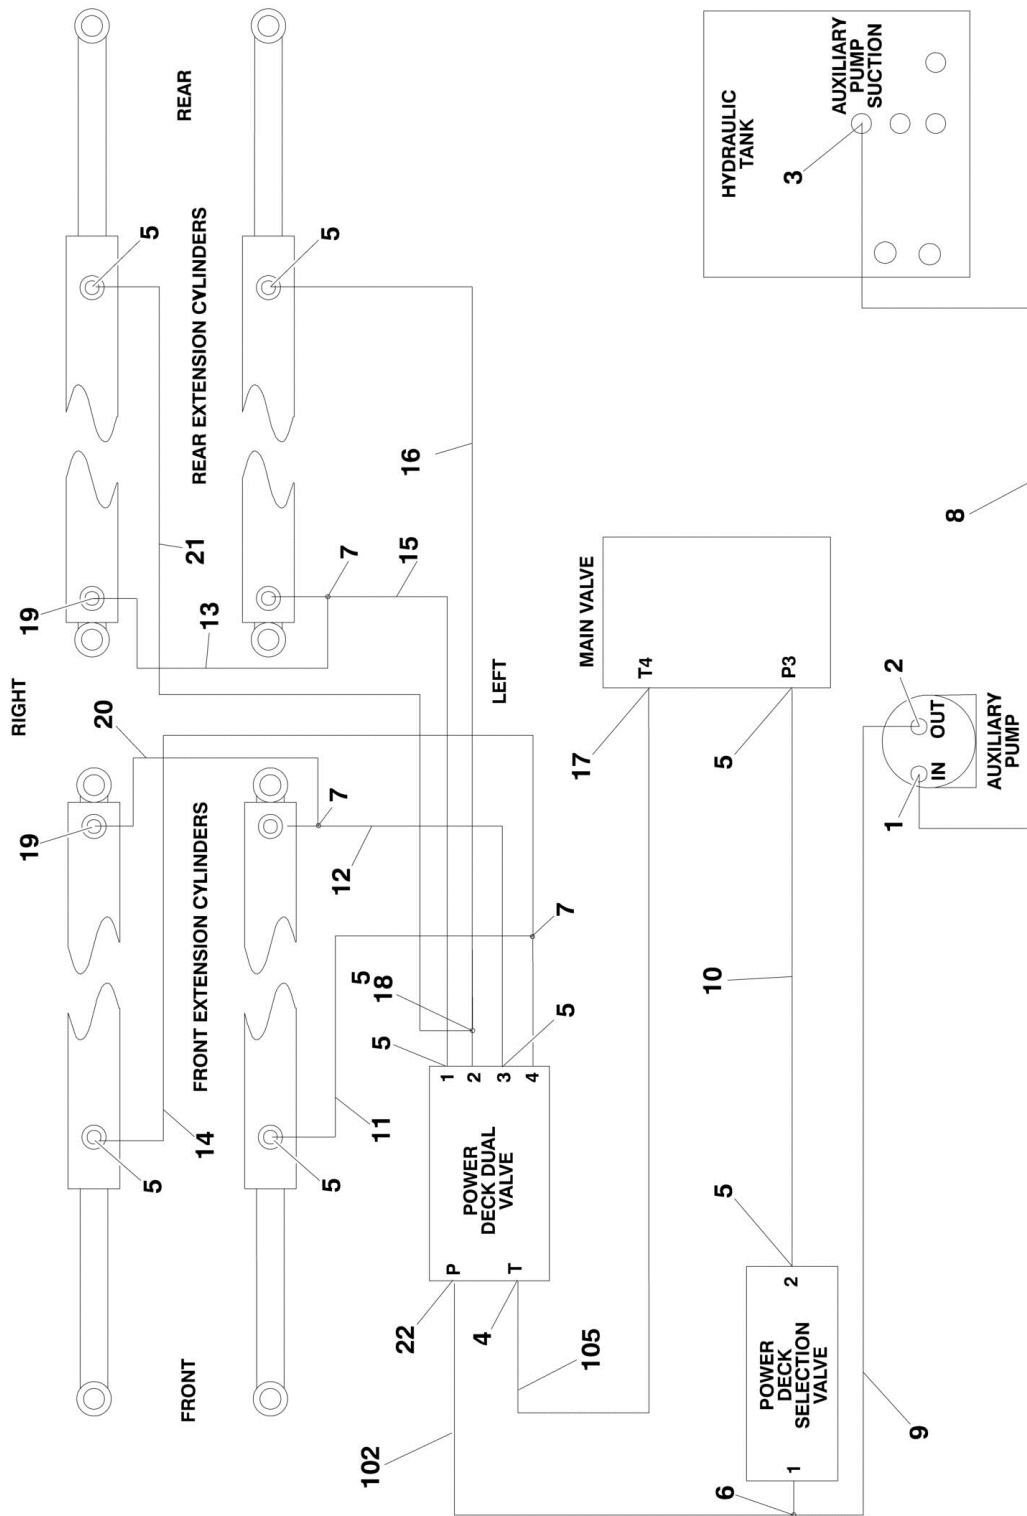 RIGHT
19
20
19
13
21
5
5
FRONT EXTENSION CYLINDERS
REAR EXTENSION CYLINDERS
FRONT
REAR
5
5
14
11
12
7
7
15
16
LEFT
POWER
DECK DUAL
VALVE
P
T
1
2
3
4
5
5
18
5
7
22
4
102
105
MAIN VALVE
T4
P3
17
5
10
POWER
DECK
SELECTION
VALVE
1
2
5
6
9
HYDRAULIC
TANK
AUXILIARY
PUMP
SUCTION
3
8
IN
OUT
1
2
AUXILIARY
PUMP